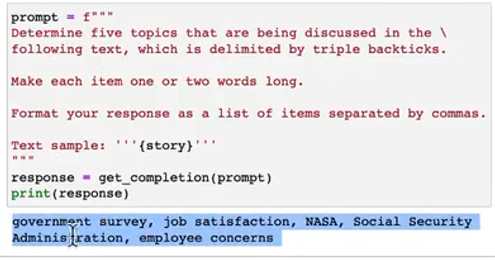 prompt = f"""
Determine five topics that are being discussed in the \
following text, which is delimited by triple backticks.
Make each item one or two words long.
Format your response as a list of items separated by commas.
Text sample: '''{story}'''
"""
response = get_completion(prompt)
print(response)
government survey, job satisfaction, NASA, Social Security
Administration, employee concerns